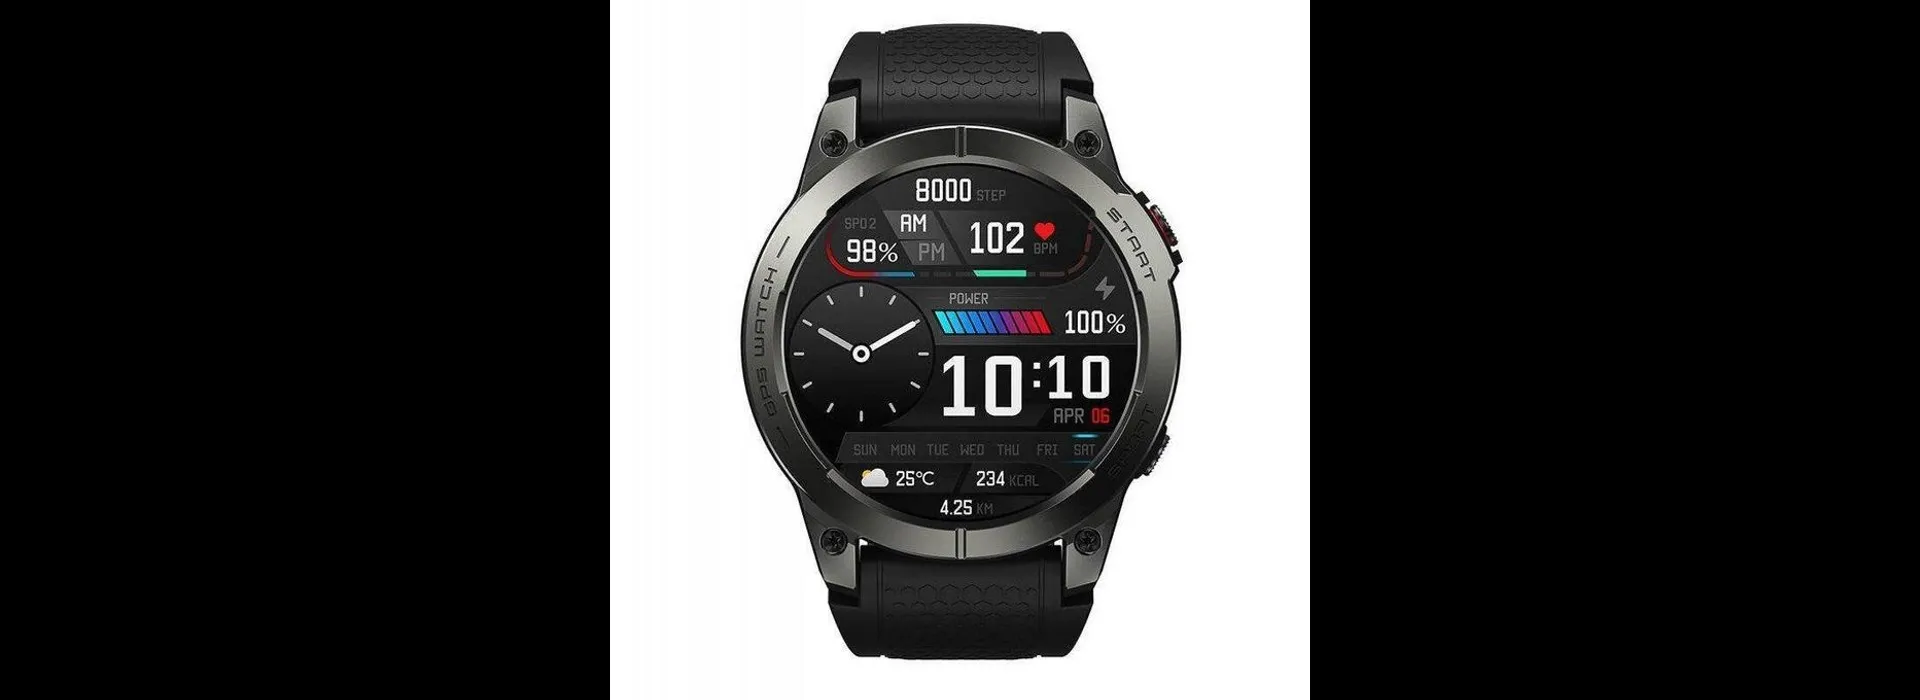 8000 STEP
SPO2 AM
98% PM
102 BPM
POWER
100%
10:10
APR 06
SUN MON TUE WED THU FRI SAT
25°C 234 KCAL
4.25 KM
GPS WATCH
START
SPORT